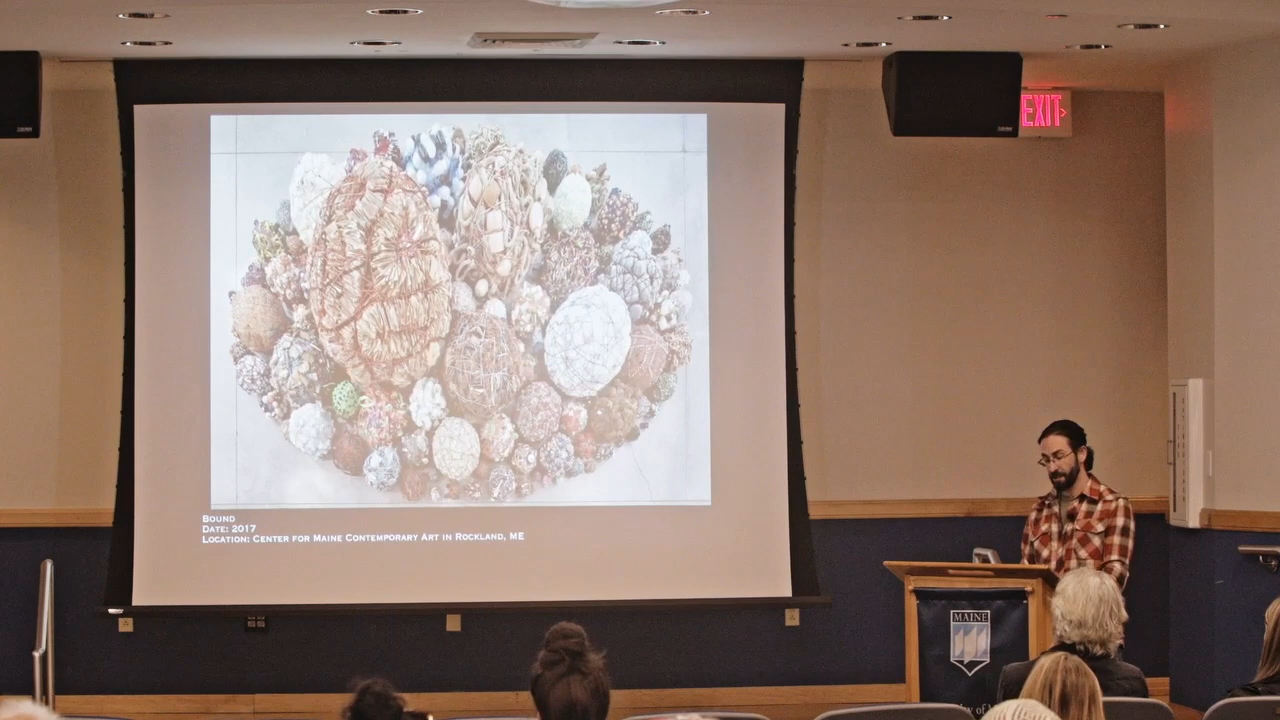 EXIT
Bound
Date: 2017
Location: Center for Maine Contemporary Art in Rockland, ME
MAINE